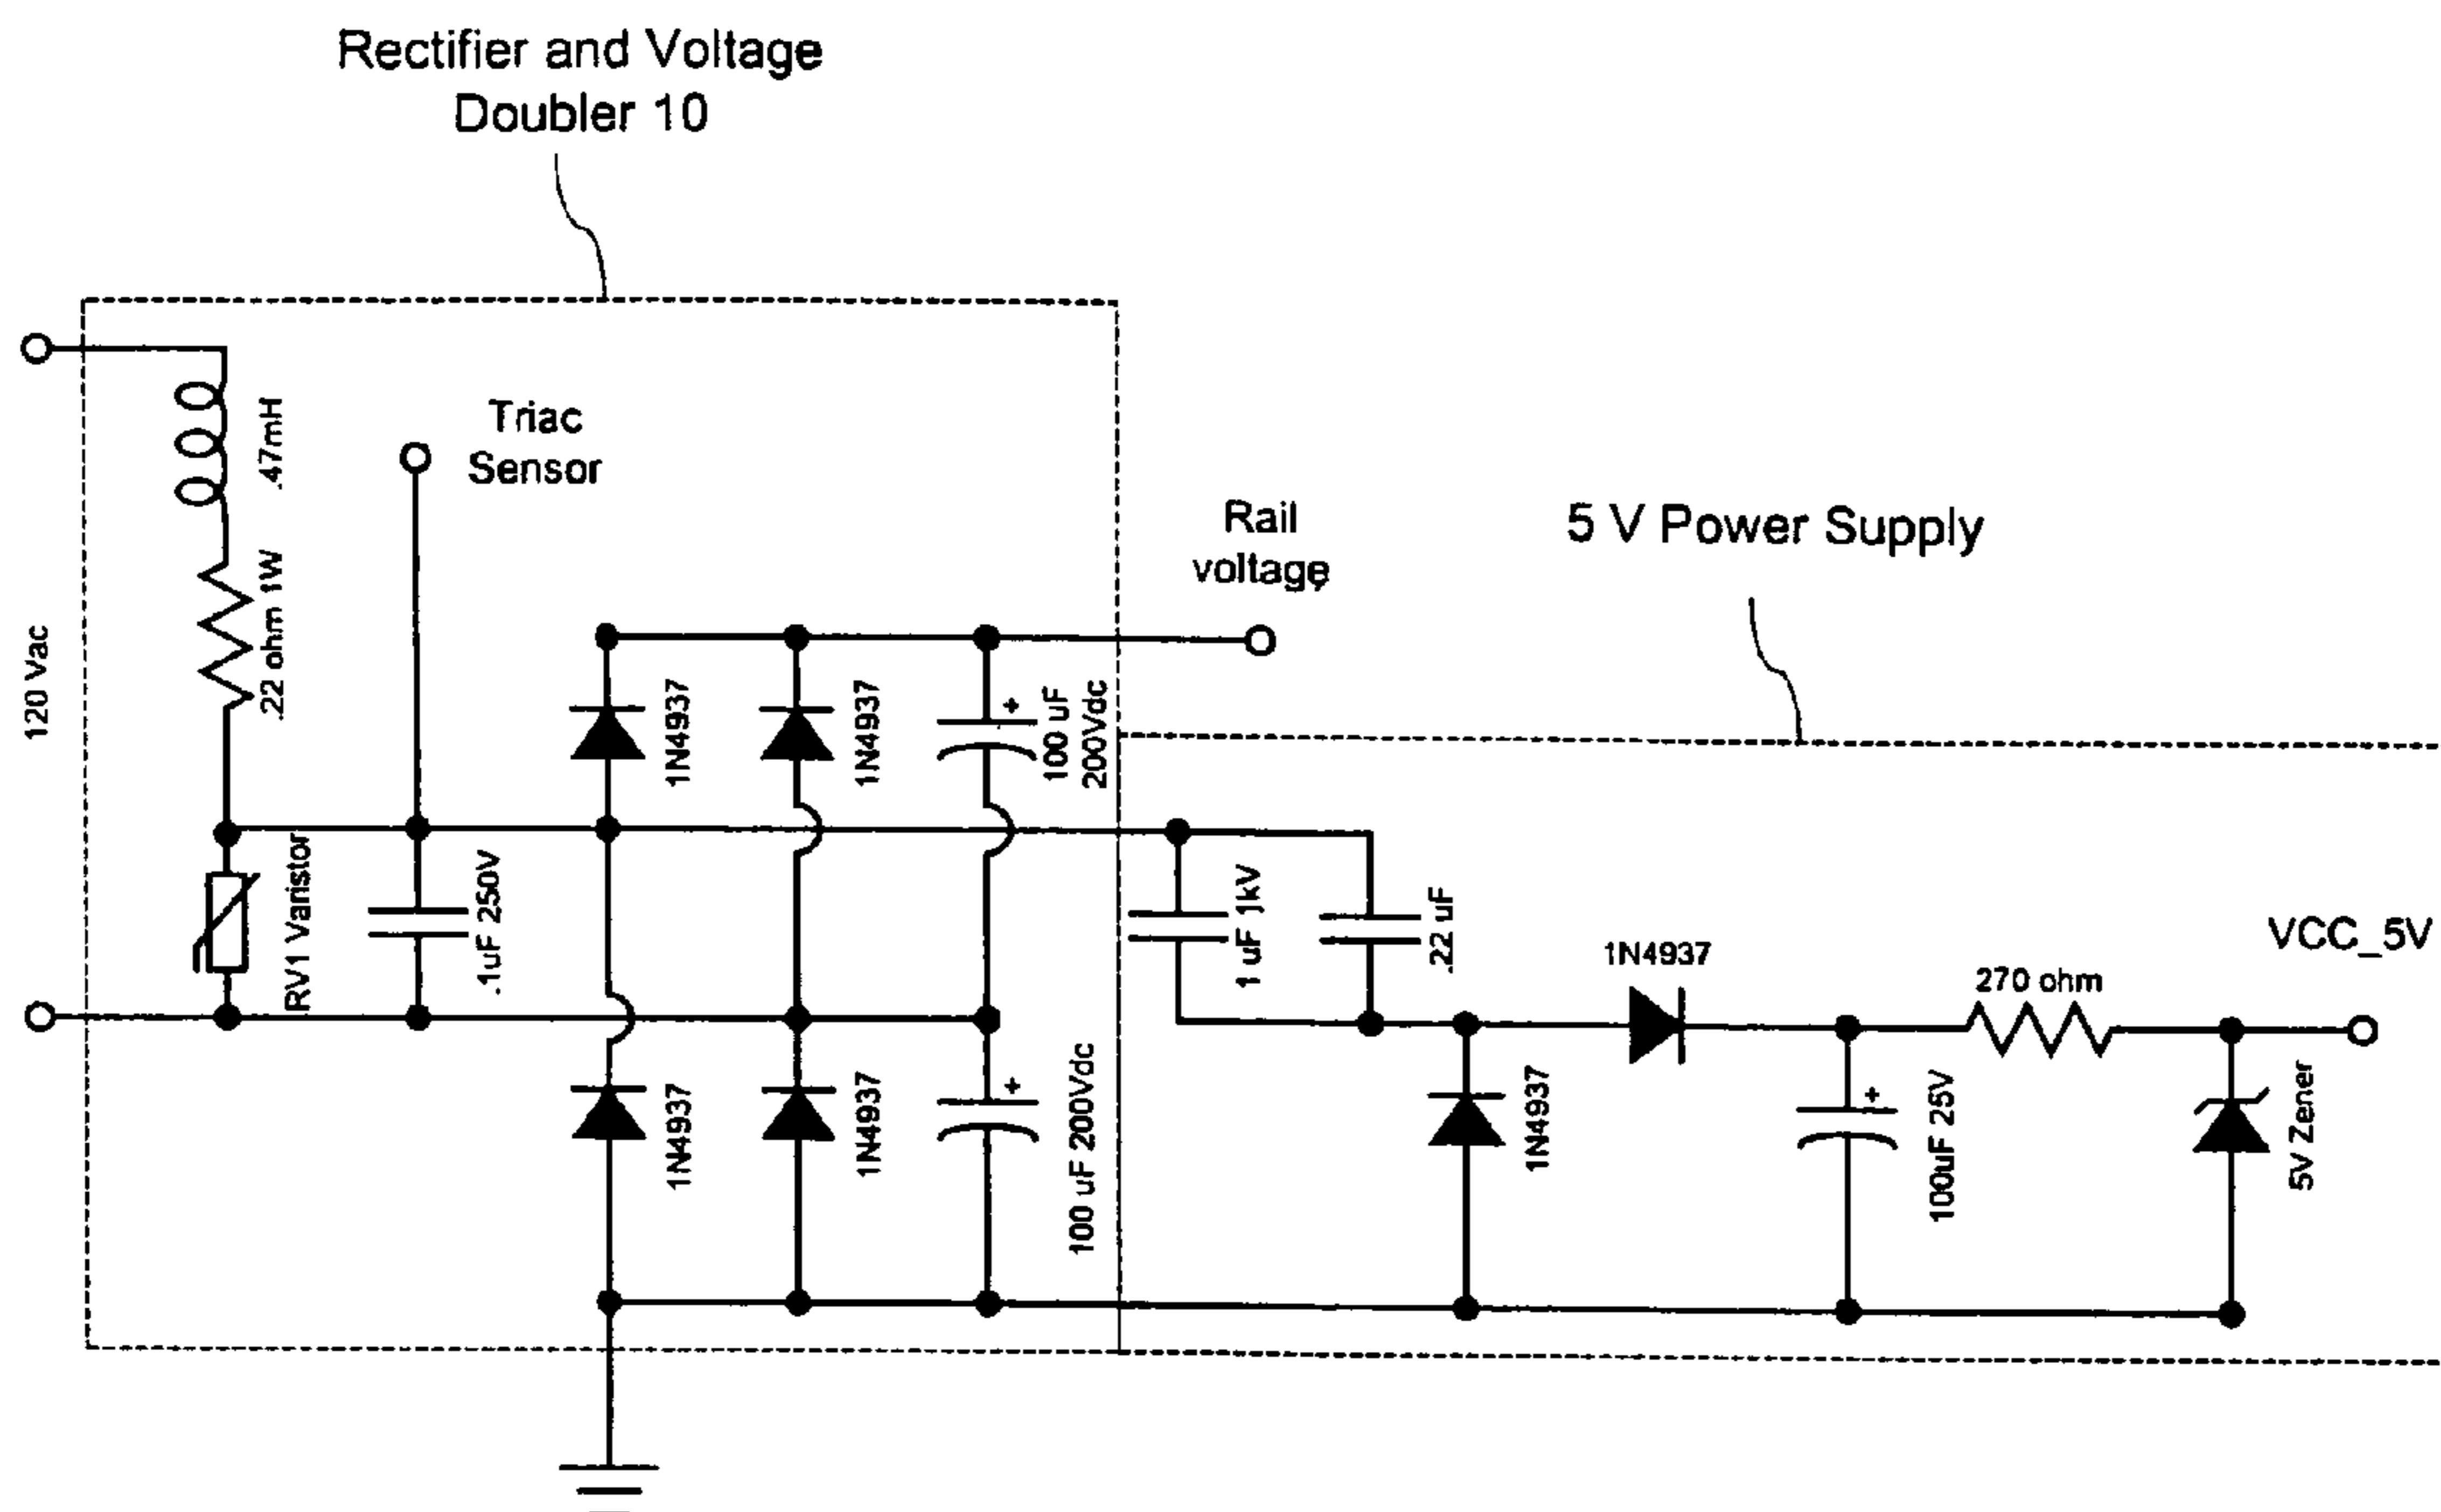 Rectifier and Voltage
Doubler 10
120 Vac
.47mH
.22 ohm 1W
RV1 Varistor
Triac
Sensor
.1uF 250V
1N4937
1N4937
100 uF
200Vdc
1N4937
1N4937
100 uF 200Vdc
Rail
voltage
5 V Power Supply
1 uF 1kV
.22 uF
1N4937
1N4937
270 ohm
100uF 25V
VCC_5V
5V Zener
+
+
+